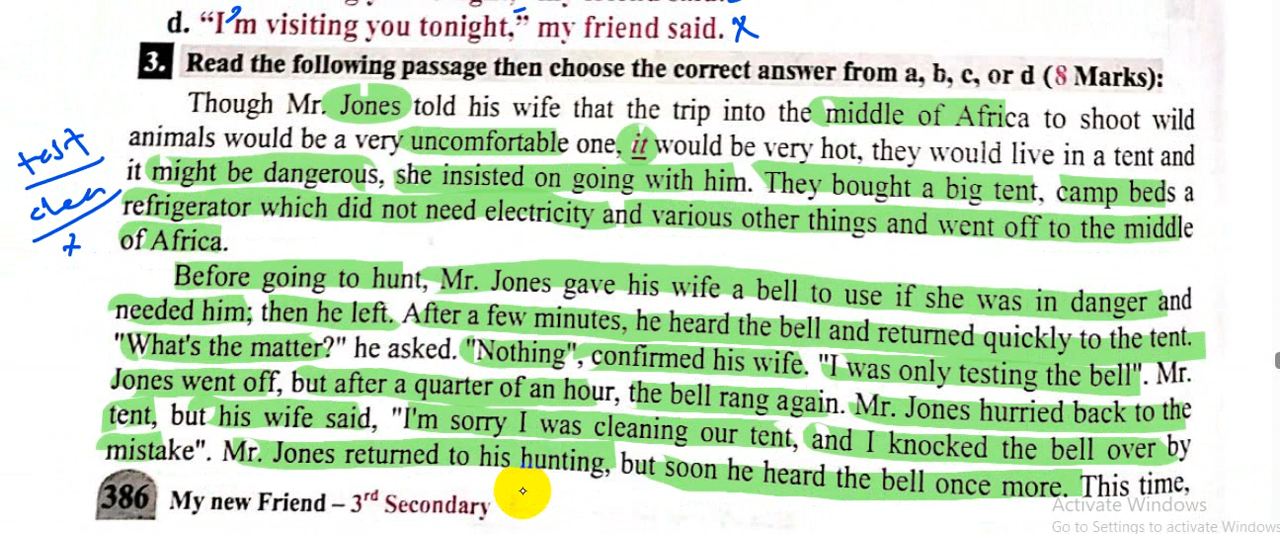 d. “I’m visiting you tonight,” my friend said. x
3. Read the following passage then choose the correct answer from a, b, c, or d (8 Marks):
Though Mr. Jones told his wife that the trip into the middle of Africa to shoot wild
animals would be a very uncomfortable one, it would be very hot, they would live in a tent and
test
it might be dangerous, she insisted on going with him. They bought a big tent, camp beds a
clean
refrigerator which did not need electricity and various other things and went off to the middle
of Africa.
Before going to hunt, Mr. Jones gave his wife a bell to use if she was in danger and
needed him; then he left. After a few minutes, he heard the bell and returned quickly to the tent.
"What's the matter?" he asked. "Nothing", confirmed his wife. "I was only testing the bell". Mr.
Jones went off, but after a quarter of an hour, the bell rang again. Mr. Jones hurried back to the
tent, but his wife said, "I'm sorry I was cleaning our tent, and I knocked the bell over by
mistake". Mr. Jones returned to his hunting, but soon he heard the bell once more. This time,
386 My new Friend – 3rd Secondary
Activate Windows
Go to Settings to activate Windows